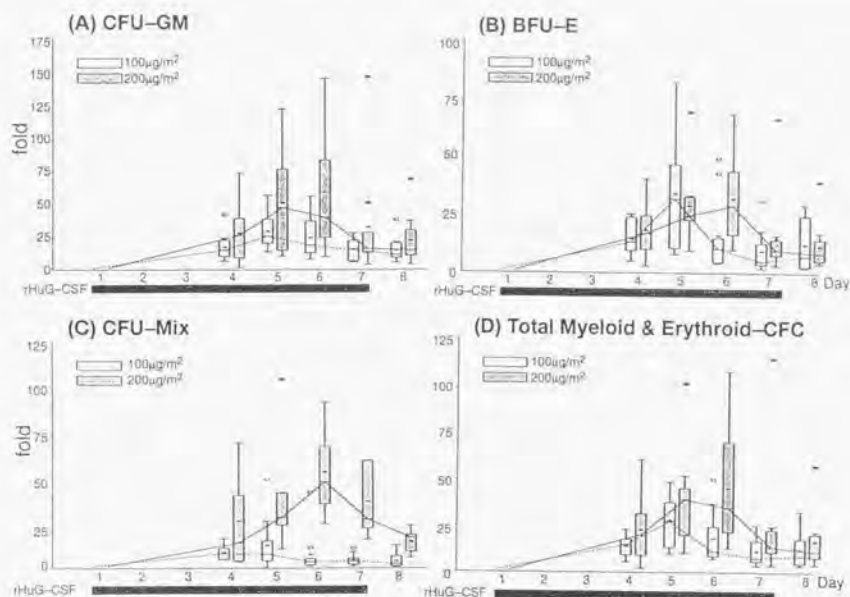 (A) CFU–GM
175
150
125
100
75
50
25
0
fold
100µg/m²
200µg/m²
1 2 3 4 5 6 7 8
rHuG–CSF
(B) BFU–E
100
75
50
25
0
100µg/m²
200µg/m²
1 2 3 4 5 6 7 8 Day
rHuG–CSF
(C) CFU–Mix
125
100
75
50
25
0
fold
100µg/m²
200µg/m²
1 2 3 4 5 6 7 8
rHuG–CSF
(D) Total Myeloid & Erythroid–CFC
125
100
75
50
25
0
100µg/m²
200µg/m²
1 2 3 4 5 6 7 8 Day
rHuG–CSF